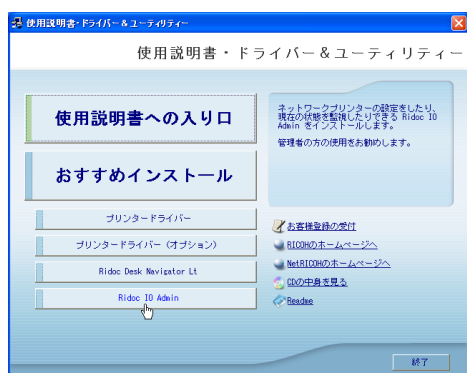 使用説明書・ドライバー＆ユーティリティー
使用説明書・ドライバー＆ユーティリティー
使用説明書への入り口
おすすめインストール
プリンタードライバー
プリンタードライバー（オプション）
Ridoc Desk Navigator Lt
Ridoc IO Admin
ネットワークプリンターの設定をしたり、
現在の状態を監視したりできる Ridoc IO
Admin をインストールします。
管理者の方の使用をお勧めします。
お客様登録の受付
RICOHのホームページへ
NetRICOHのホームページへ
CDの中身を見る
Readme
終了